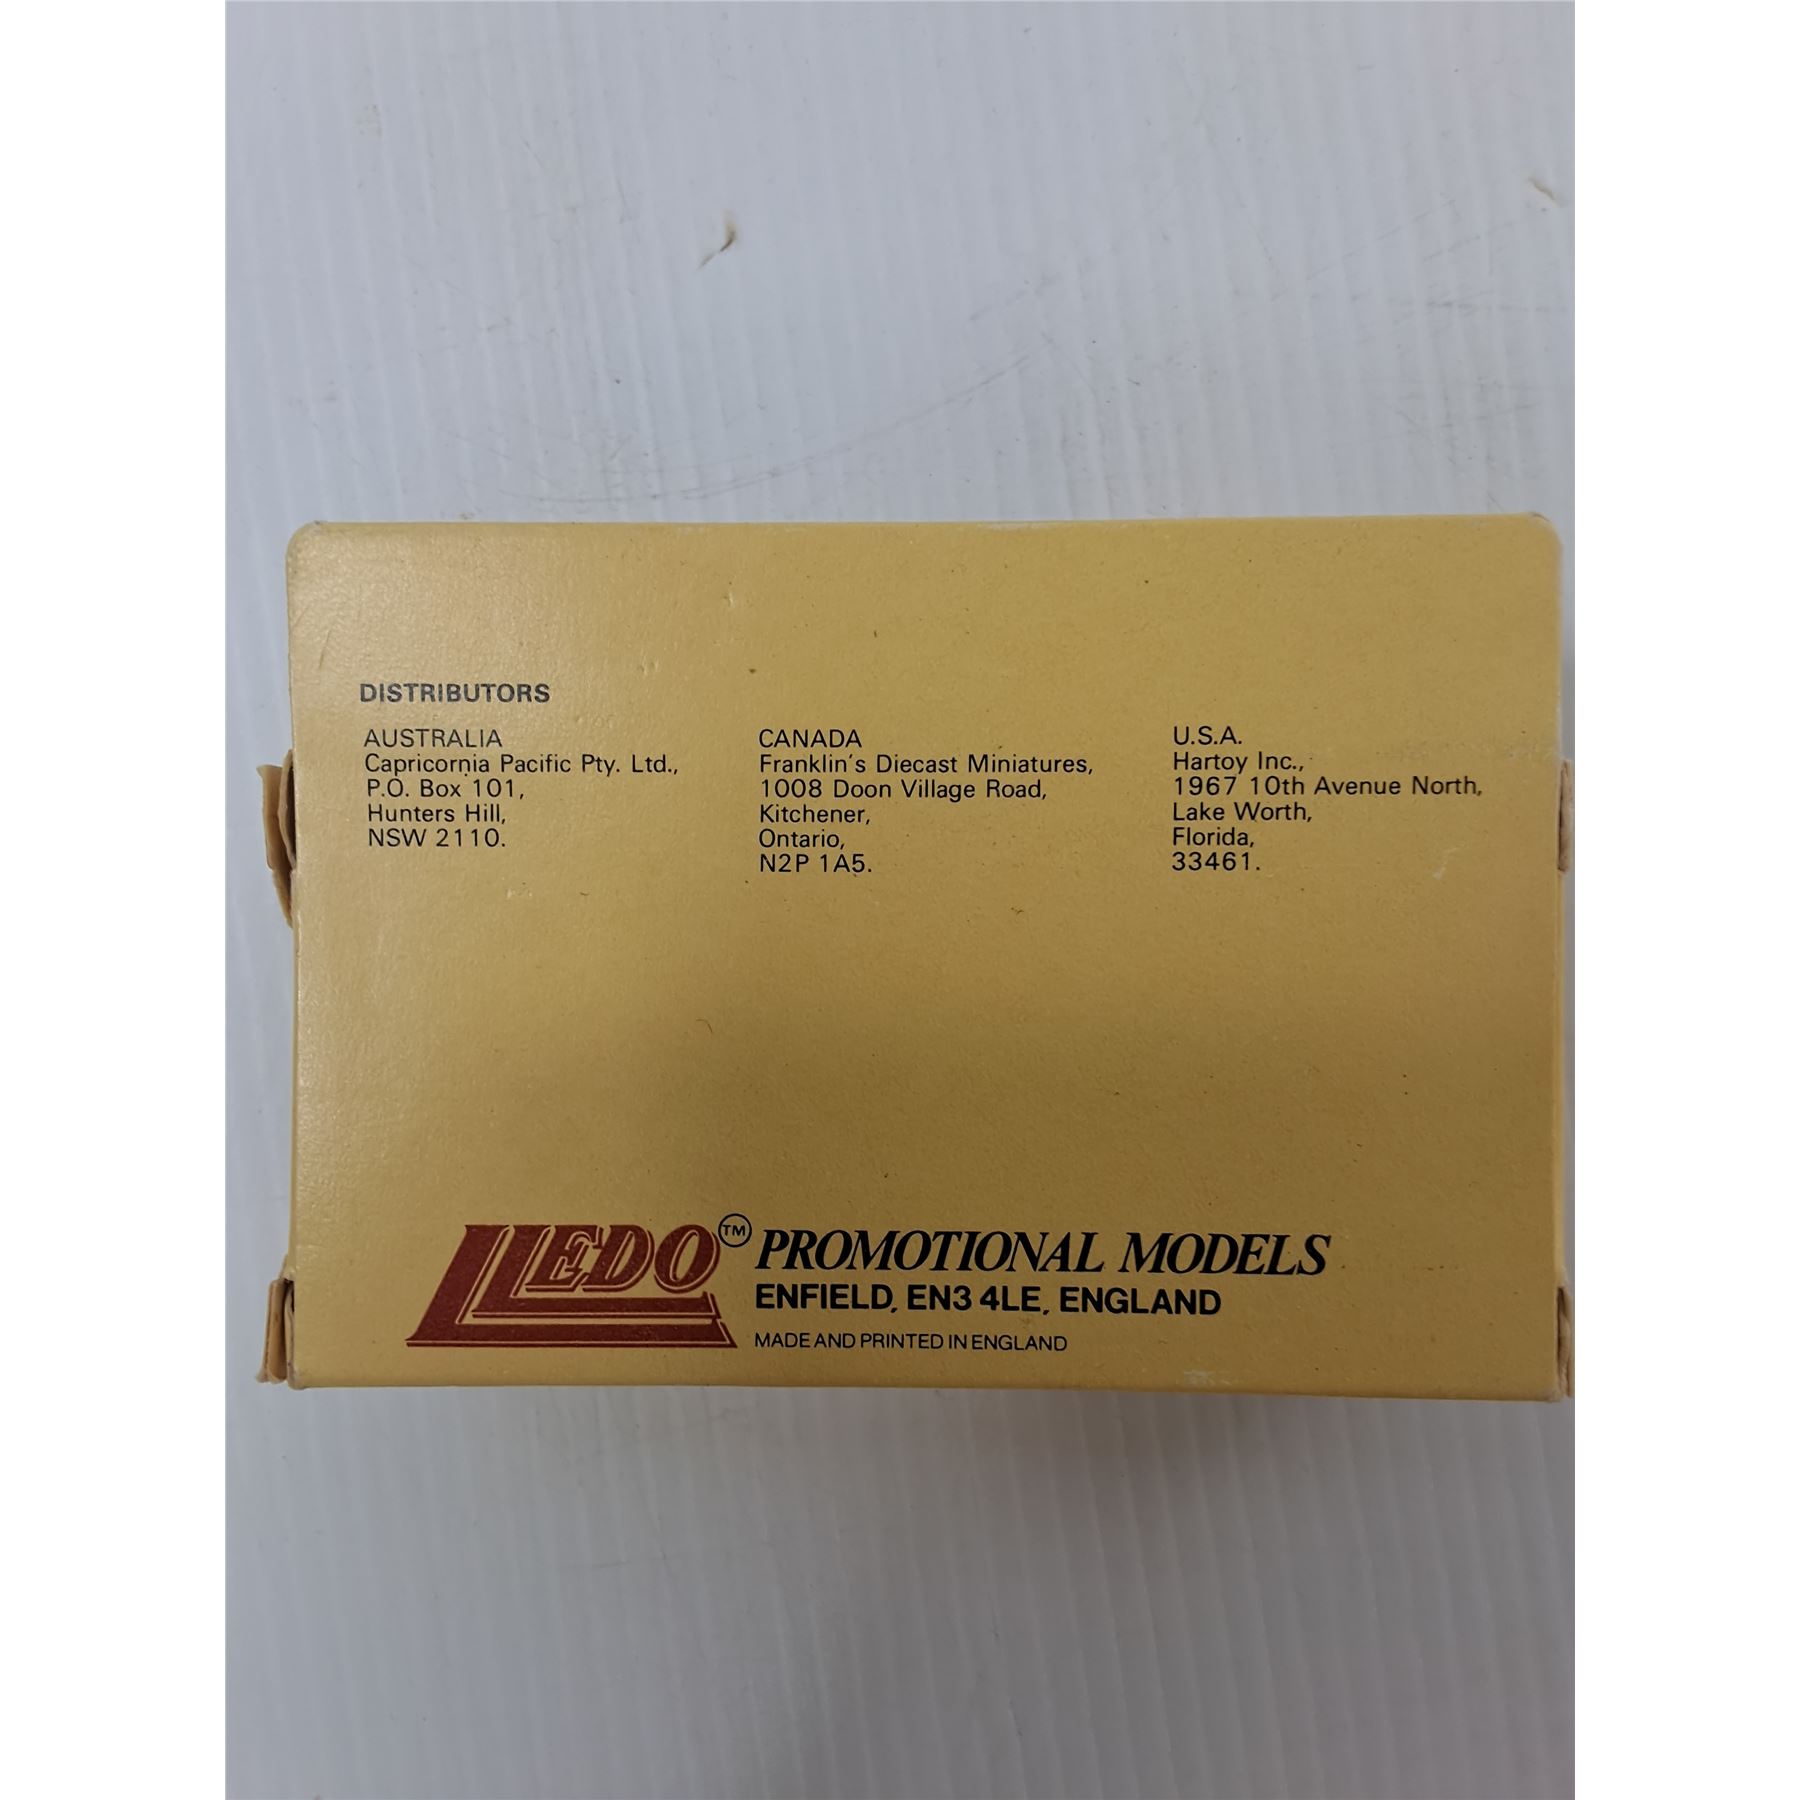 DISTRIBUTORS
AUSTRALIA
Capricornia Pacific Pty. Ltd.,
P.O. Box 101,
Hunters Hill,
NSW 2110.
CANADA
Franklin's Diecast Miniatures,
1008 Doon Village Road,
Kitchener,
Ontario,
N2P 1A5.
U.S.A.
Hartoy Inc.,
1967 10th Avenue North,
Lake Worth,
Florida,
33461.
LLEDO™ PROMOTIONAL MODELS
ENFIELD, EN3 4LE, ENGLAND
MADE AND PRINTED IN ENGLAND